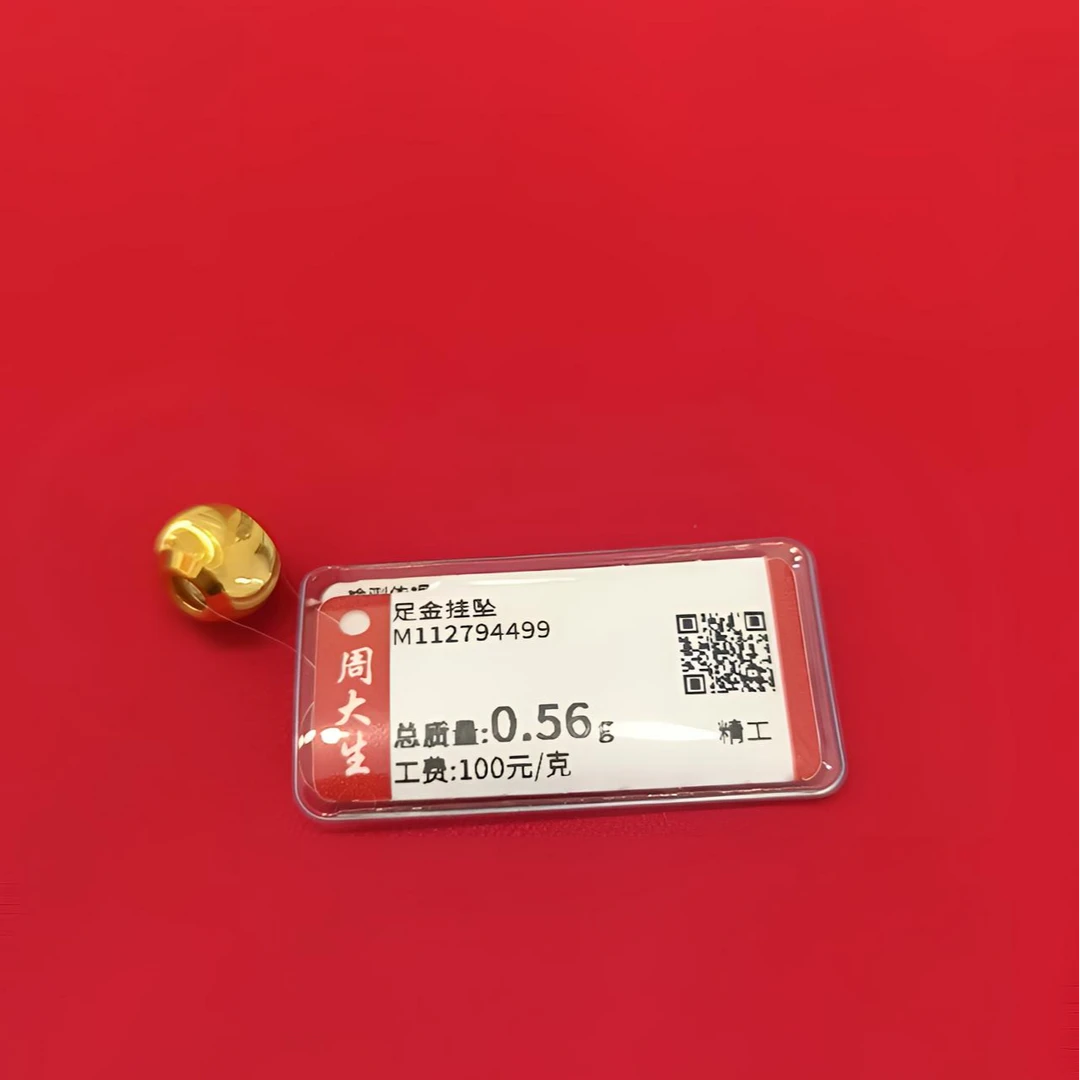 足金挂坠
M112794499
周大生
总质量:0.56g
精工
工费:100元/克